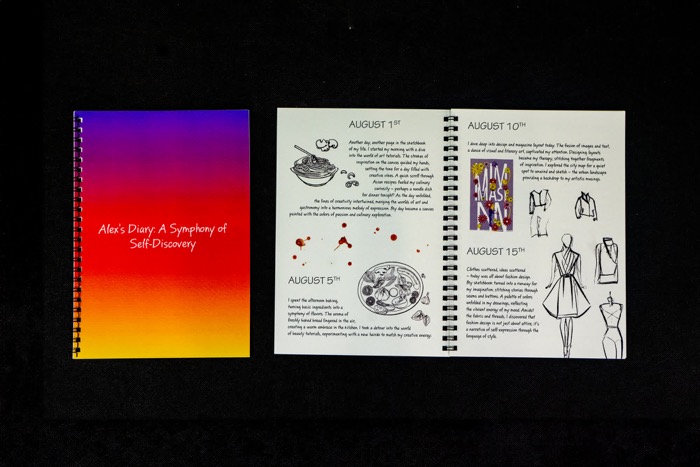 Alex's Diary: A Symphony of
Self-Discovery
AUGUST 1ST
Another day, another page in the sketchbook
of my life. I started my morning with a dive
into the world of art tutorials. The strokes of
inspiration on the canvas guided my hands,
setting the tone for a day filled with
creative vibes. A quick scroll through
Asian recipes fueled my culinary
curiosity – perhaps a noodle dish
for dinner tonight? As the day unfolded,
the lines of creativity intertwined, merging the worlds of art and
gastronomy into a harmonious melody of expression. My day became a canvas
painted with the colors of passion and culinary exploration.
AUGUST 5TH
I spent the afternoon baking,
turning basic ingredients into a
symphony of flavors. The aroma of
freshly baked bread lingered in the air,
creating a warm embrace in the kitchen. I took a detour into the world
of beauty tutorials, experimenting with a new hairdo to match my creative energy.
AUGUST 10TH
I dove deep into design and magazine layout today. The fusion of images and text,
a dance of visual and literary art, captivated my attention. Designing layouts
became my therapy, stitching together fragments
of inspiration. I explored the city map for a quiet
spot to unwind and sketch – the urban landscape
providing a backdrop to my artistic musings.
AUGUST 15TH
Clothes scattered, ideas scattered
– today was all about fashion design.
My sketchbook turned into a runway for
my imagination, stitching stories through
seams and buttons. A palette of colors
unfolded in my drawings, reflecting
the vibrant energy of my mind. Amidst
the fabric and threads, I discovered that
fashion design is not just about attire; it's
a narrative of self-expression through the
language of style.